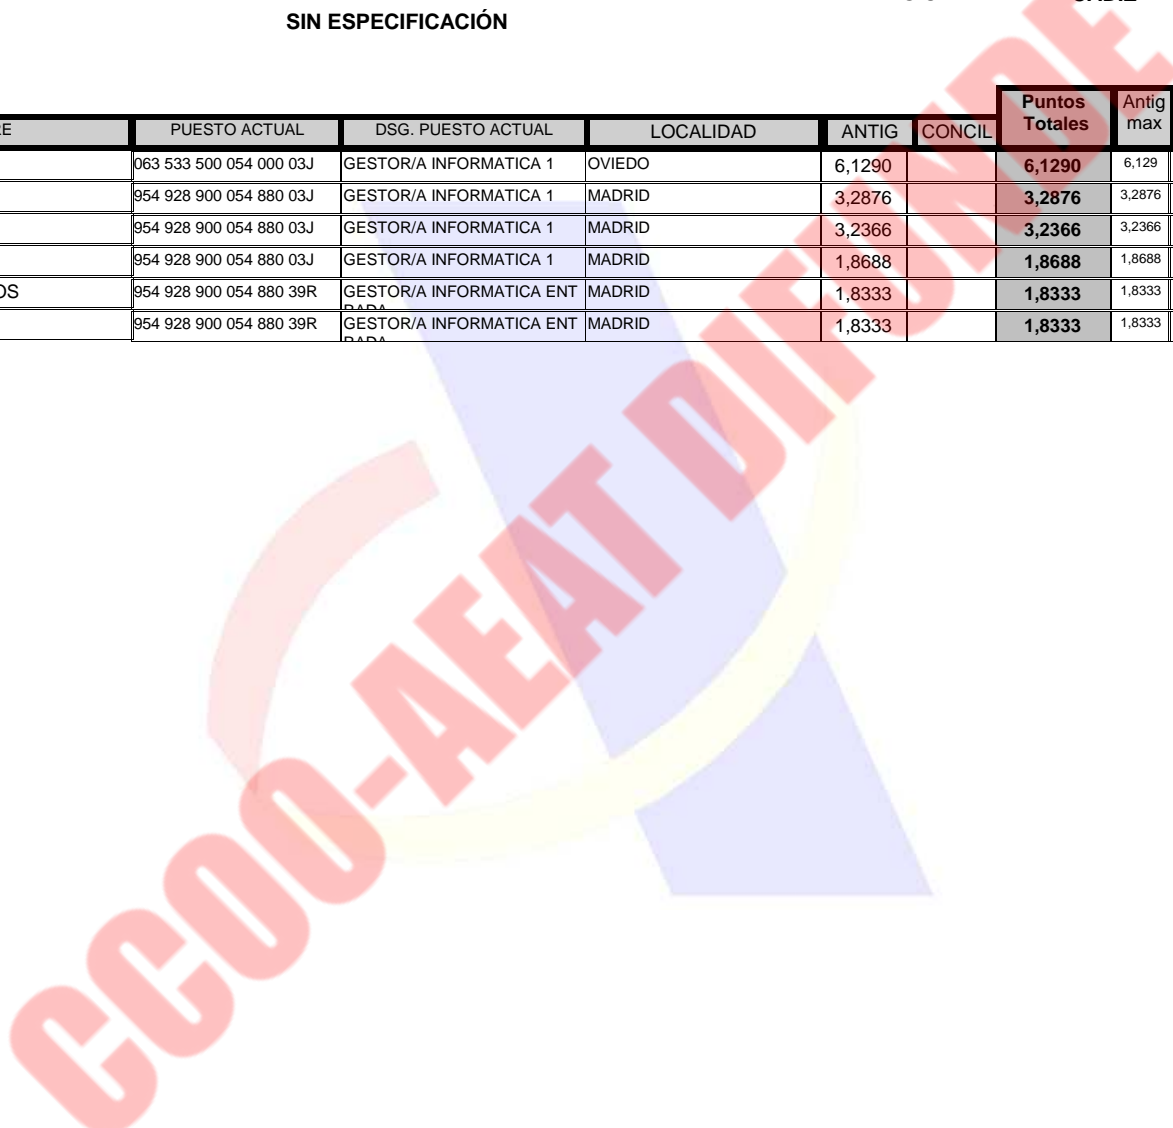 SIN ESPECIFICACIÓN
PUESTO ACTUAL DSG. PUESTO ACTUAL LOCALIDAD ANTIG CONCIL Puntos Totales Antig max
063 533 500 054 000 03J GESTOR/A INFORMATICA 1 OVIEDO 6,1290 6,1290 6,129
954 928 900 054 880 03J GESTOR/A INFORMATICA 1 MADRID 3,2876 3,2876 3,2876
954 928 900 054 880 03J GESTOR/A INFORMATICA 1 MADRID 3,2366 3,2366 3,2366
954 928 900 054 880 03J GESTOR/A INFORMATICA 1 MADRID 1,8688 1,8688 1,8688
OS 954 928 900 054 880 39R GESTOR/A INFORMATICA ENT MADRID 1,8333 1,8333 1,8333
RADA
954 928 900 054 880 39R GESTOR/A INFORMATICA ENT MADRID 1,8333 1,8333 1,8333
RADA
CCOO-AEAT DIFUNDE